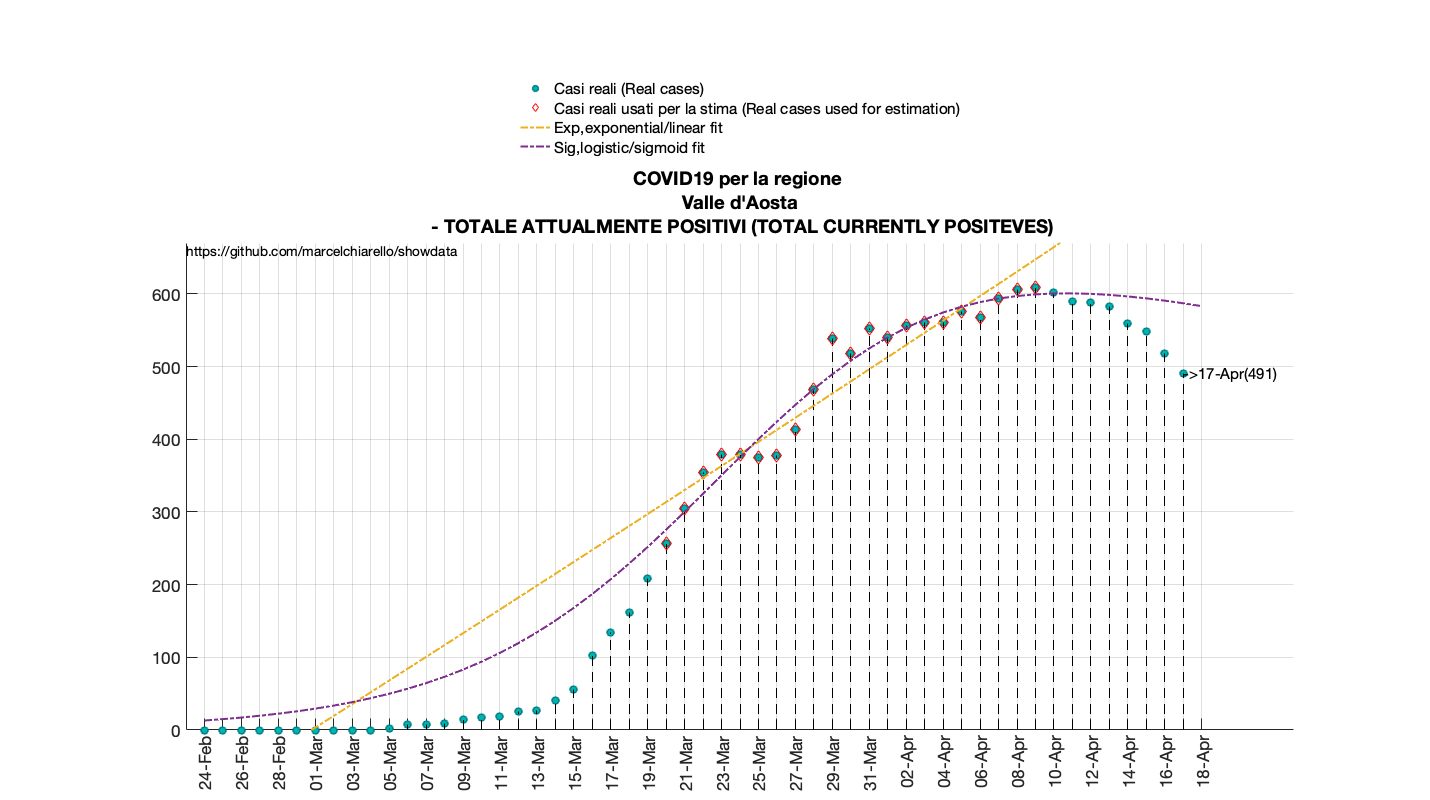 Casi reali (Real cases)
Casi reali usati per la stima (Real cases used for estimation)
Exp,exponential/linear fit
Sig,logistic/sigmoid fit
COVID19 per la regione
Valle d'Aosta
- TOTALE ATTUALMENTE POSITIVI (TOTAL CURRENTLY POSITEVES)
https://github.com/marcelchiarello/showdata
600
500
400
300
200
100
0
->17-Apr(491)
24-Feb
26-Feb
28-Feb
01-Mar
03-Mar
05-Mar
07-Mar
09-Mar
11-Mar
13-Mar
15-Mar
17-Mar
19-Mar
21-Mar
23-Mar
25-Mar
27-Mar
29-Mar
31-Mar
02-Apr
04-Apr
06-Apr
08-Apr
10-Apr
12-Apr
14-Apr
16-Apr
18-Apr